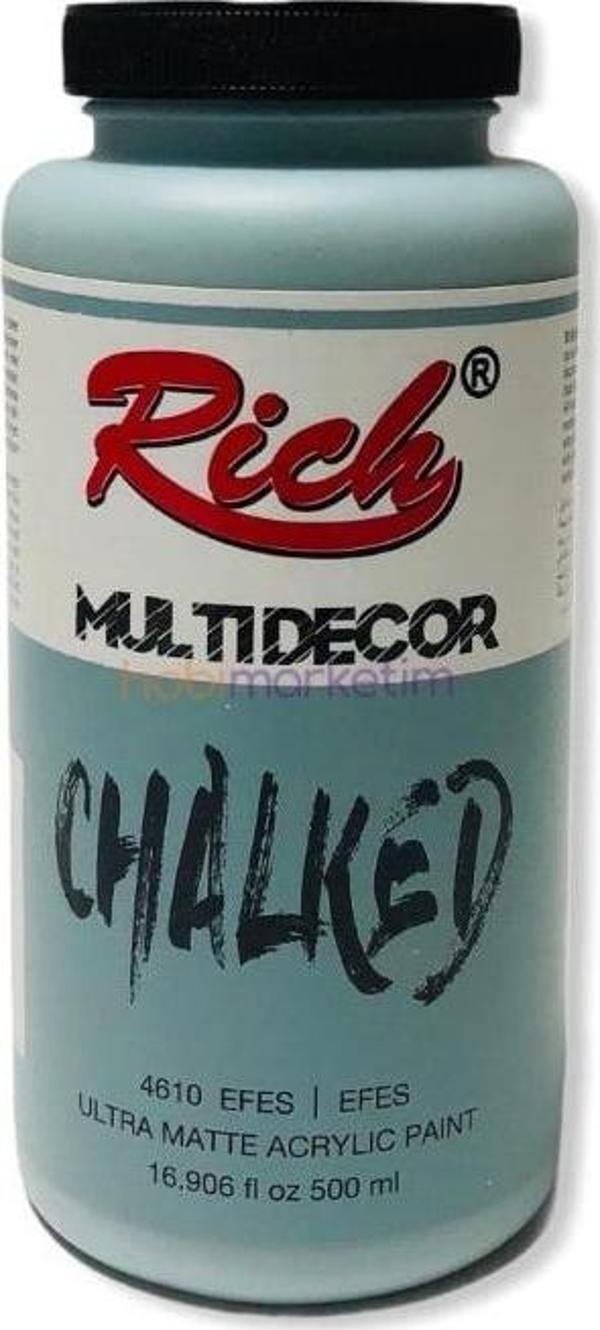 Rich®
MULTIDECOR
hobimarketim
CHALKED
4610 EFES | EFES
ULTRA MATTE ACRYLIC PAINT
16,906 fl oz 500 ml